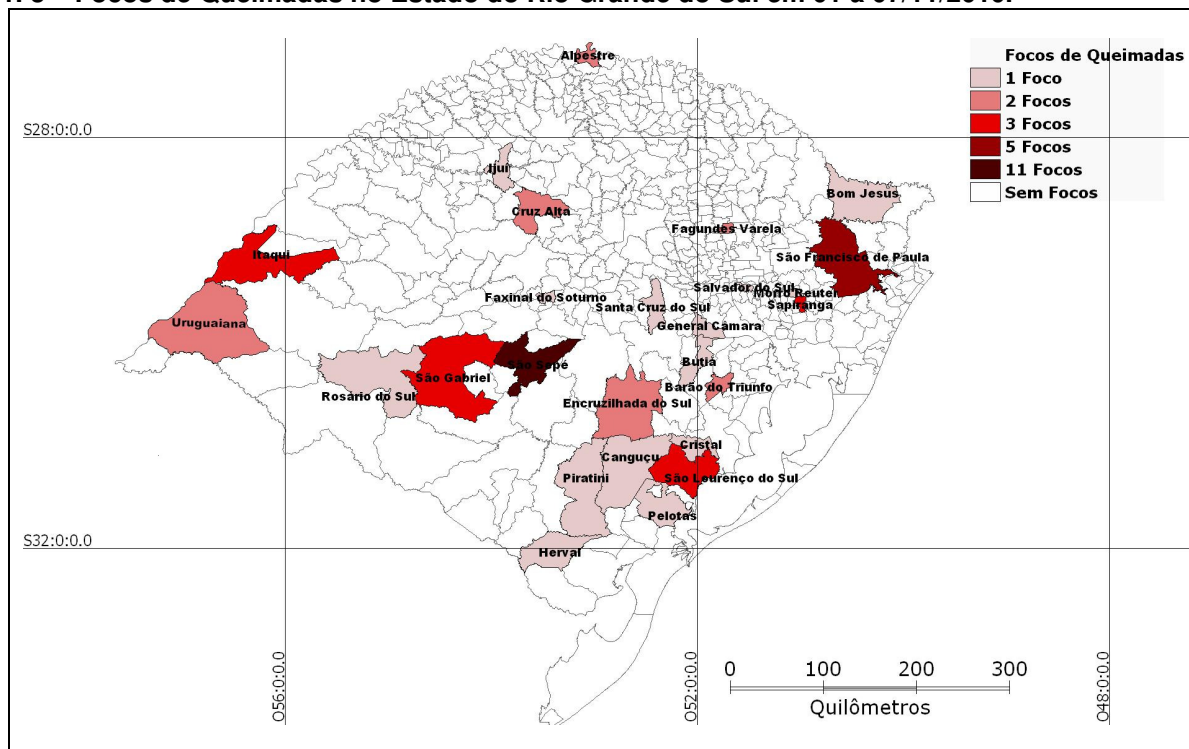 Focos de Queimadas no Estado do Rio Grande do Sul em 01 a
Focos de Queimadas
1 Foco
2 Focos
3 Focos
5 Focos
11 Focos
Sem Focos
Alpestre
S28:0:0.0
Ijuí
Bom Jesus
Cruz Alta
Fagundes Varela
Itaqui
São Francisco de Paula
Salvador do Sul
Morro Reuter
Faxinal do Soturno
Santa Cruz do Sul
Sapiranga
Uruguaiana
General Câmara
Butiá
São Sepé
São Gabriel
Barão do Triunfo
Rosário do Sul
Encruzilhada do Sul
Cristal
Canguçu
Piratini
São Lourenço do Sul
Pelotas
S32:0:0.0
Herval
O56:0:0.0
O52:0:0.0
O48:0:0.0
0 100 200 300
Quilômetros